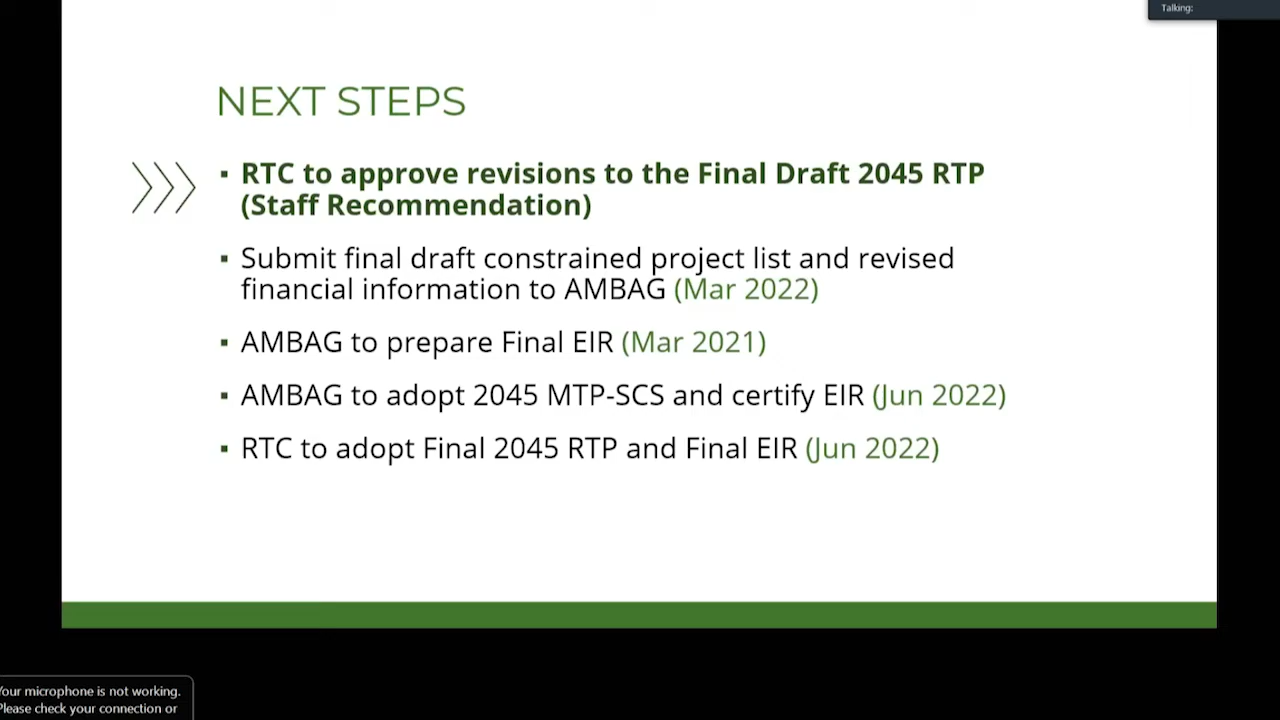 Talking:
NEXT STEPS
▪ RTC to approve revisions to the Final Draft 2045 RTP
(Staff Recommendation)
▪ Submit final draft constrained project list and revised
financial information to AMBAG (Mar 2022)
▪ AMBAG to prepare Final EIR (Mar 2021)
▪ AMBAG to adopt 2045 MTP-SCS and certify EIR (Jun 2022)
▪ RTC to adopt Final 2045 RTP and Final EIR (Jun 2022)
Your microphone is not working.
Please check your connection or